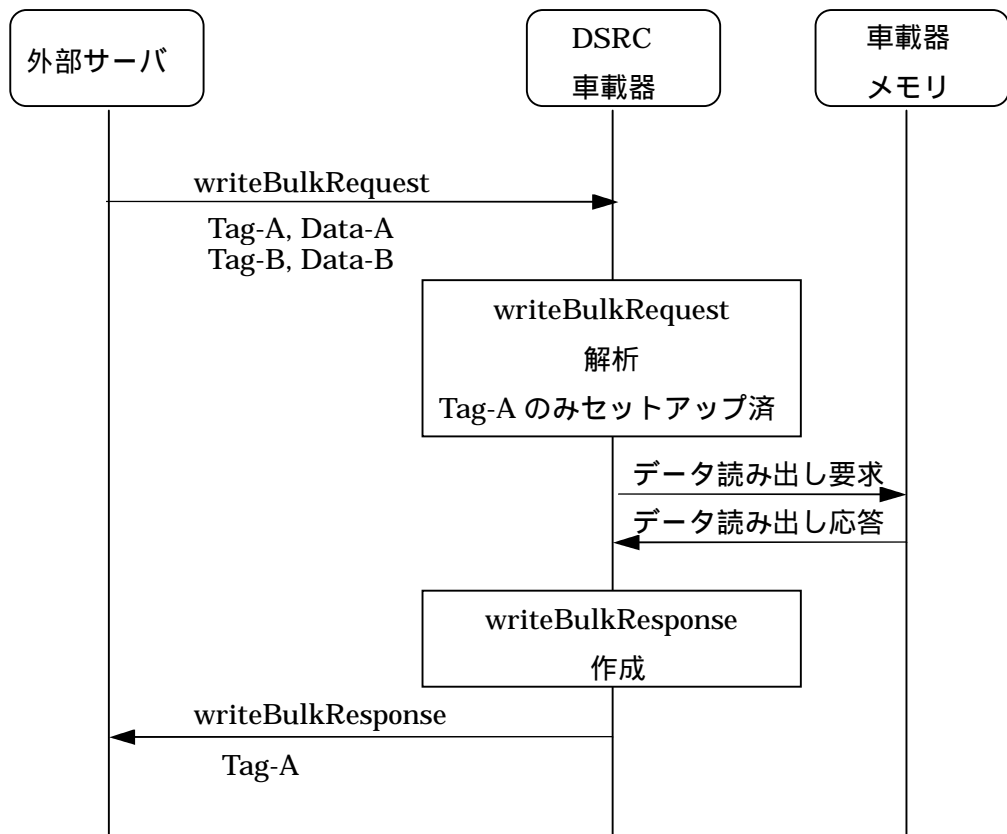 外部サーバ
DSRC
車載器
車載器
メモリ
writeBulkRequest
Tag-A, Data-A
Tag-B, Data-B
writeBulkRequest
解析
Tag-A のみセットアップ済
データ読み出し要求
データ読み出し応答
writeBulkResponse
作成
writeBulkResponse
Tag-A